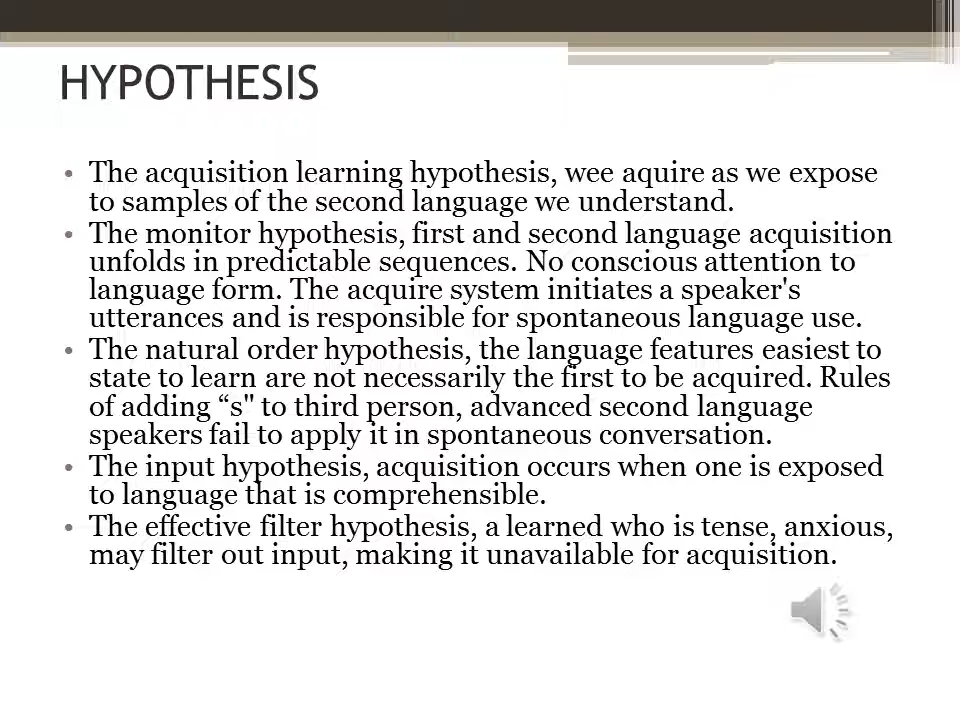 HYPOTHESIS
• The acquisition learning hypothesis, wee aquire as we expose
to samples of the second language we understand.
• The monitor hypothesis, first and second language acquisition
unfolds in predictable sequences. No conscious attention to
language form. The acquire system initiates a speaker's
utterances and is responsible for spontaneous language use.
• The natural order hypothesis, the language features easiest to
state to learn are not necessarily the first to be acquired. Rules
of adding “s" to third person, advanced second language
speakers fail to apply it in spontaneous conversation.
• The input hypothesis, acquisition occurs when one is exposed
to language that is comprehensible.
• The effective filter hypothesis, a learned who is tense, anxious,
may filter out input, making it unavailable for acquisition.